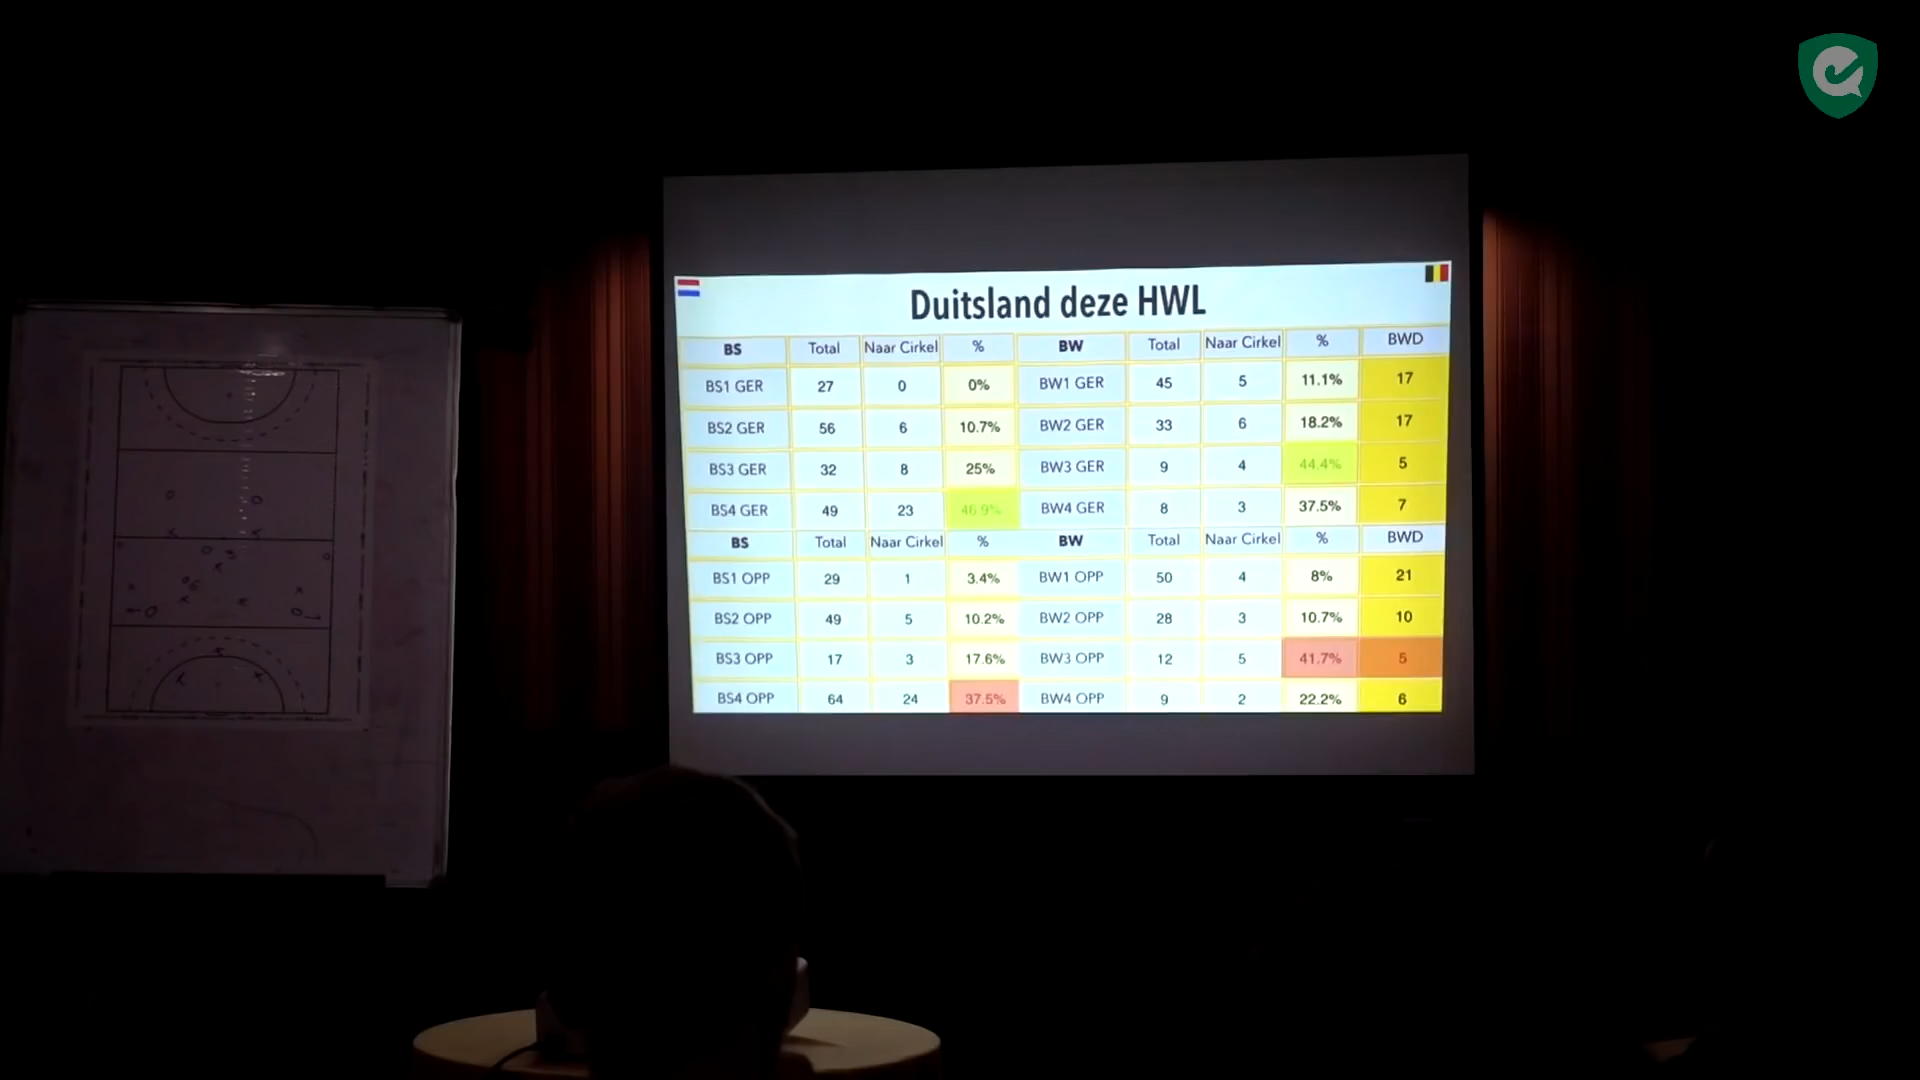 Duitsland deze HWL
BS Total Naar Cirkel % BW Total Naar Cirkel % BWD
BS1 GER 27 0 0% BW1 GER 45 5 11.1% 17
BS2 GER 56 6 10.7% BW2 GER 33 6 18.2% 17
BS3 GER 32 8 25% BW3 GER 9 4 44.4% 5
BS4 GER 49 23 46.9% BW4 GER 8 3 37.5% 7
BS Total Naar Cirkel % BW Total Naar Cirkel % BWD
BS1 OPP 29 1 3.4% BW1 OPP 50 4 8% 21
BS2 OPP 49 5 10.2% BW2 OPP 28 3 10.7% 10
BS3 OPP 17 3 17.6% BW3 OPP 12 5 41.7% 5
BS4 OPP 64 24 37.5% BW4 OPP 9 2 22.2% 6